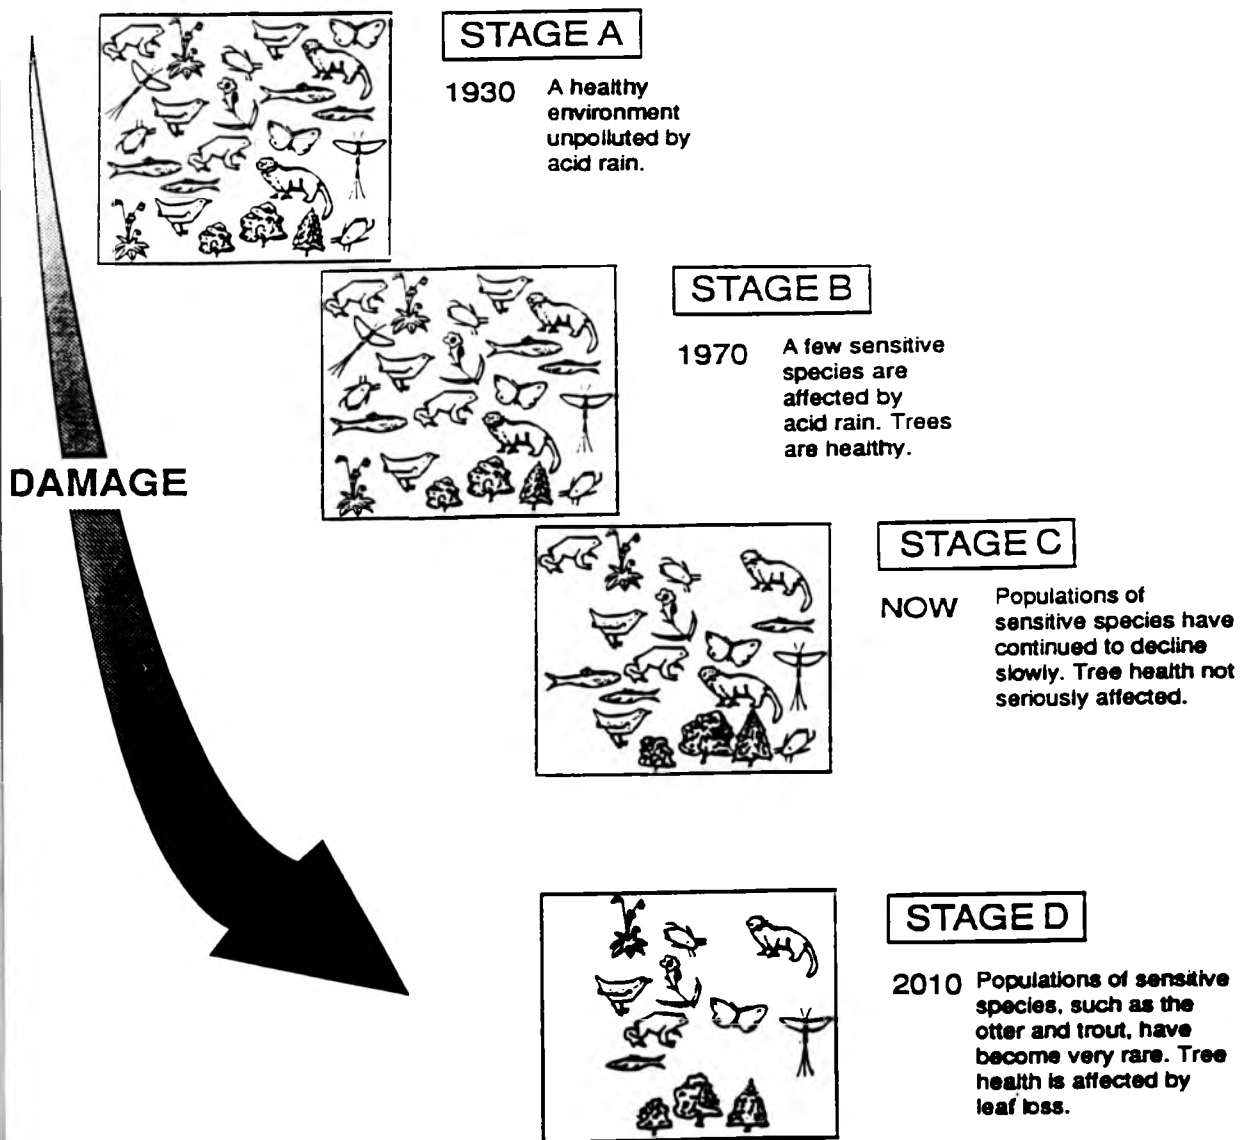 STAGE A
1930 A healthy
environment
unpolluted by
acid rain.
STAGE B
1970 A few sensitive
species are
affected by
acid rain. Trees
are healthy.
DAMAGE
STAGE C
NOW Populations of
sensitive species have
continued to decline
slowly. Tree health not
seriously affected.
STAGE D
2010 Populations of sensitive
species, such as the
otter and trout, have
become very rare. Tree
health is affected by
leaf loss.